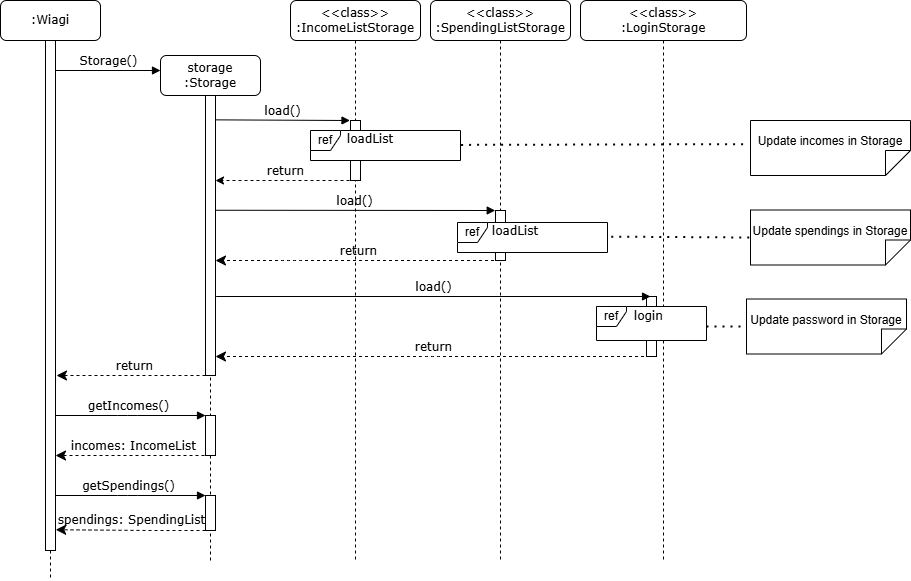 :Wiagi
<<class>>
:IncomeListStorage
<<class>>
:SpendingListStorage
<<class>>
:LoginStorage
Storage()
storage
:Storage
load()
ref
loadList
Update incomes in Storage
return
load()
ref
loadList
Update spendings in Storage
return
load()
ref
login
Update password in Storage
return
return
getIncomes()
incomes: IncomeList
getSpendings()
spendings: SpendingList